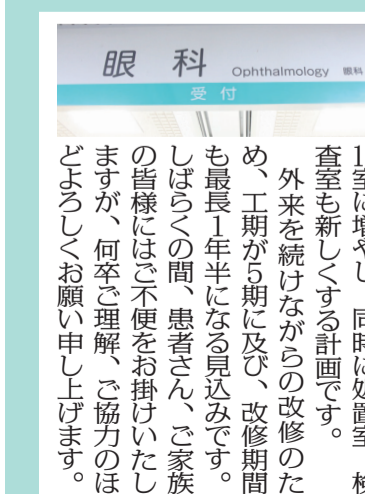 眼科 Ophthalmology 眼科
受付
1室に増やし、同時に処置室、検
査室も新しくする計画です。
外来を続けながらの改修のた
め、工期が5期に及び、改修期間
も最長1年半になる見込みです。
しばらくの間、患者さん、ご家族
の皆様にはご不便をお掛けいたし
ますが、何卒ご理解、ご協力のほ
どよろしくお願い申し上げます。